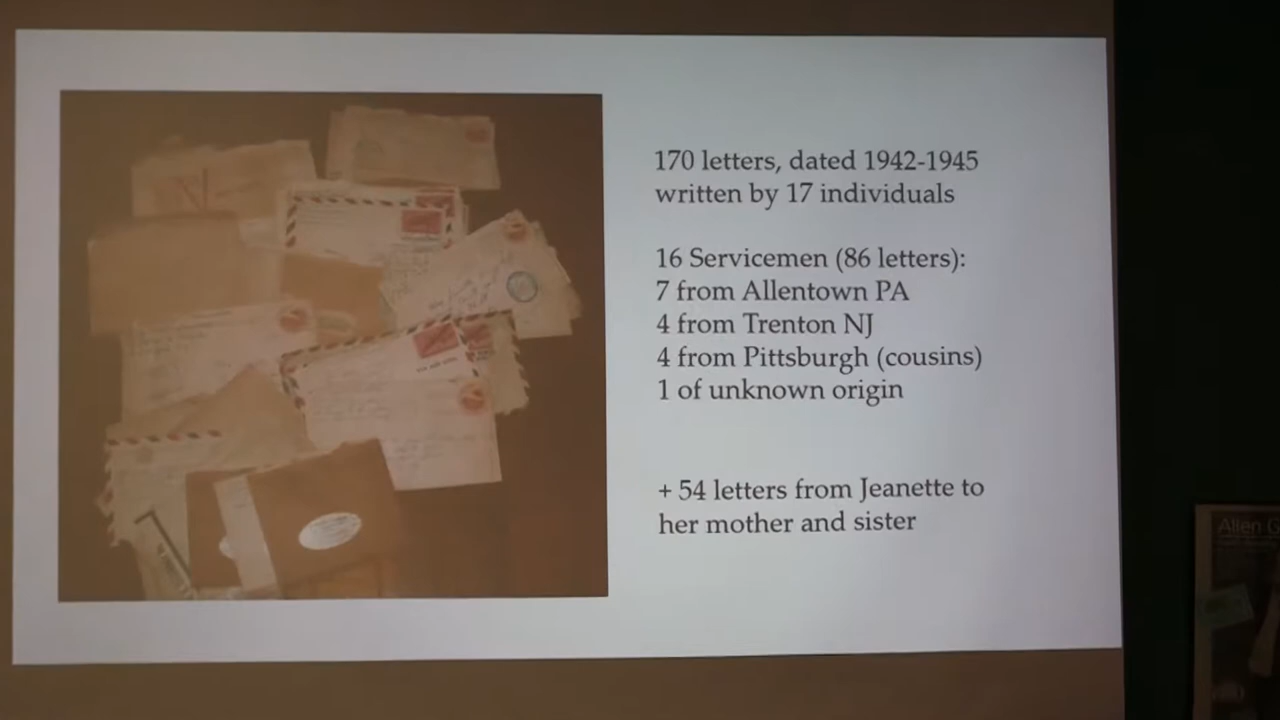 170 letters, dated 1942-1945
written by 17 individuals
16 Servicemen (86 letters):
7 from Allentown PA
4 from Trenton NJ
4 from Pittsburgh (cousins)
1 of unknown origin
+ 54 letters from Jeanette to
her mother and sister
Allen G